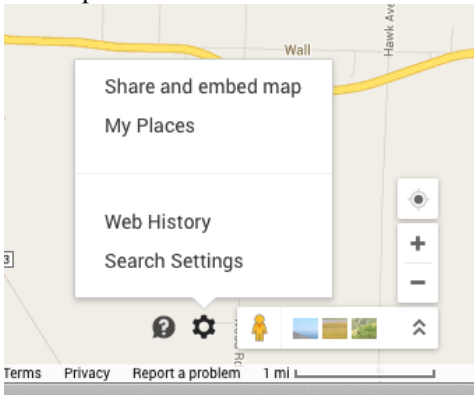 Wall
Hawk Ave
Share and embed map
My Places
Web History
Search Settings
3
Terms Privacy Report a problem 1 mi